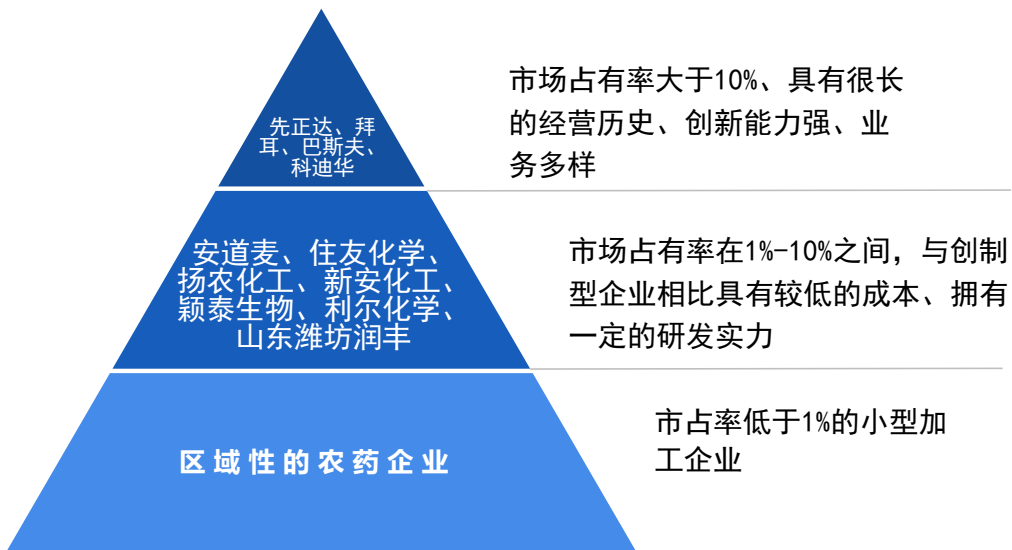 先正达、拜
耳、巴斯夫、
科迪华
市场占有率大于10%、具有很长
的经营历史、创新能力强、业
务多样
安道麦、住友化学、
扬农化工、新安化工、
颖泰生物、利尔化学、
山东潍坊润丰
市场占有率在1%-10%之间，与创制
型企业相比具有较低的成本、拥有
一定的研发实力
区域性的农药企业
市占率低于1%的小型加
工企业